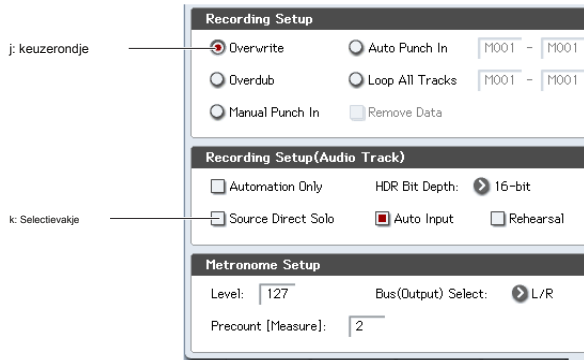 Recording Setup
j: keuzerondje
Overwrite Auto Punch In M001 - M001
Overdub Loop All Tracks M001 - M001
Manual Punch In Remove Data
Recording Setup(Audio Track)
Automation Only HDR Bit Depth: 16-bit
k: Selectievakje
Source Direct Solo Auto Input Rehearsal
Metronome Setup
Level: 127 Bus(Output) Select: L/R
Precount [Measure]: 2